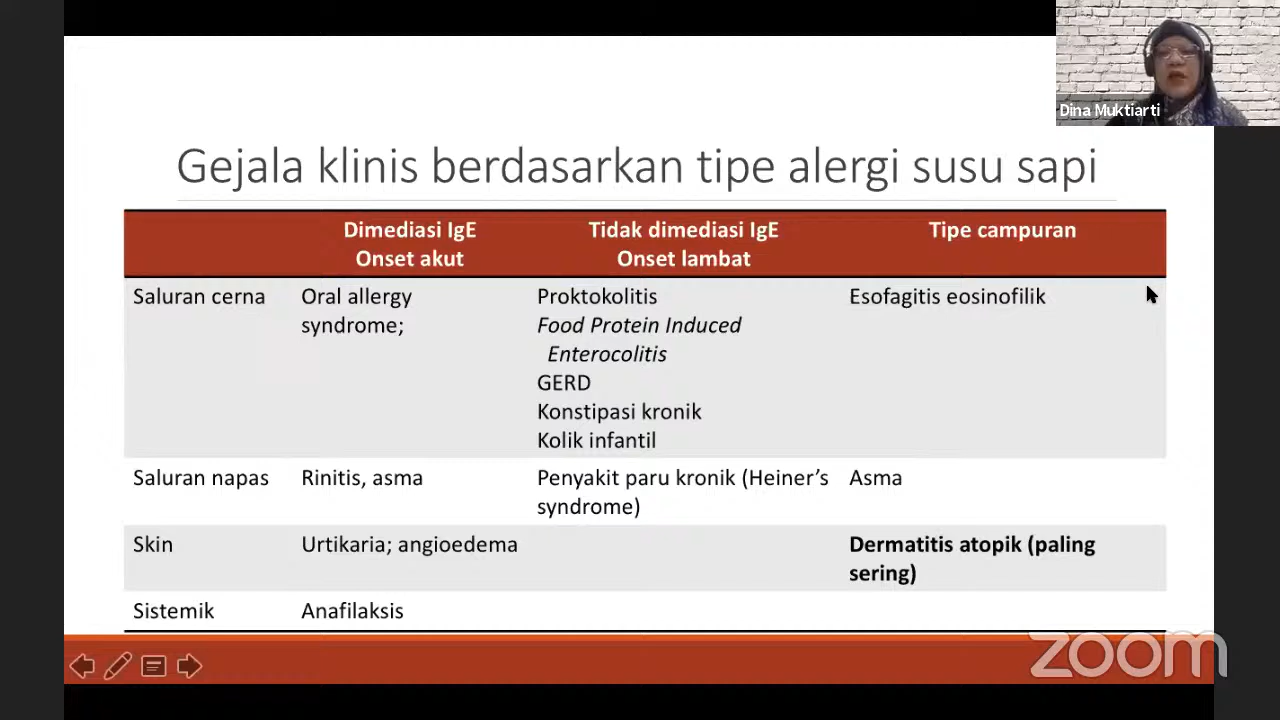 Dina Muktiarti
Gejala klinis berdasarkan tipe alergi susu sapi
Dimediasi IgE
Onset akut
Tidak dimediasi IgE
Onset lambat
Tipe campuran
Saluran cerna
Oral allergy
syndrome;
Proktokolitis
Food Protein Induced
Enterocolitis
GERD
Konstipasi kronik
Kolik infantil
Esofagitis eosinofilik
Saluran napas
Rinitis, asma
Penyakit paru kronik (Heiner's
syndrome)
Asma
Skin
Urtikaria; angioedema
Dermatitis atopik (paling
sering)
Sistemik
Anafilaksis
zoom